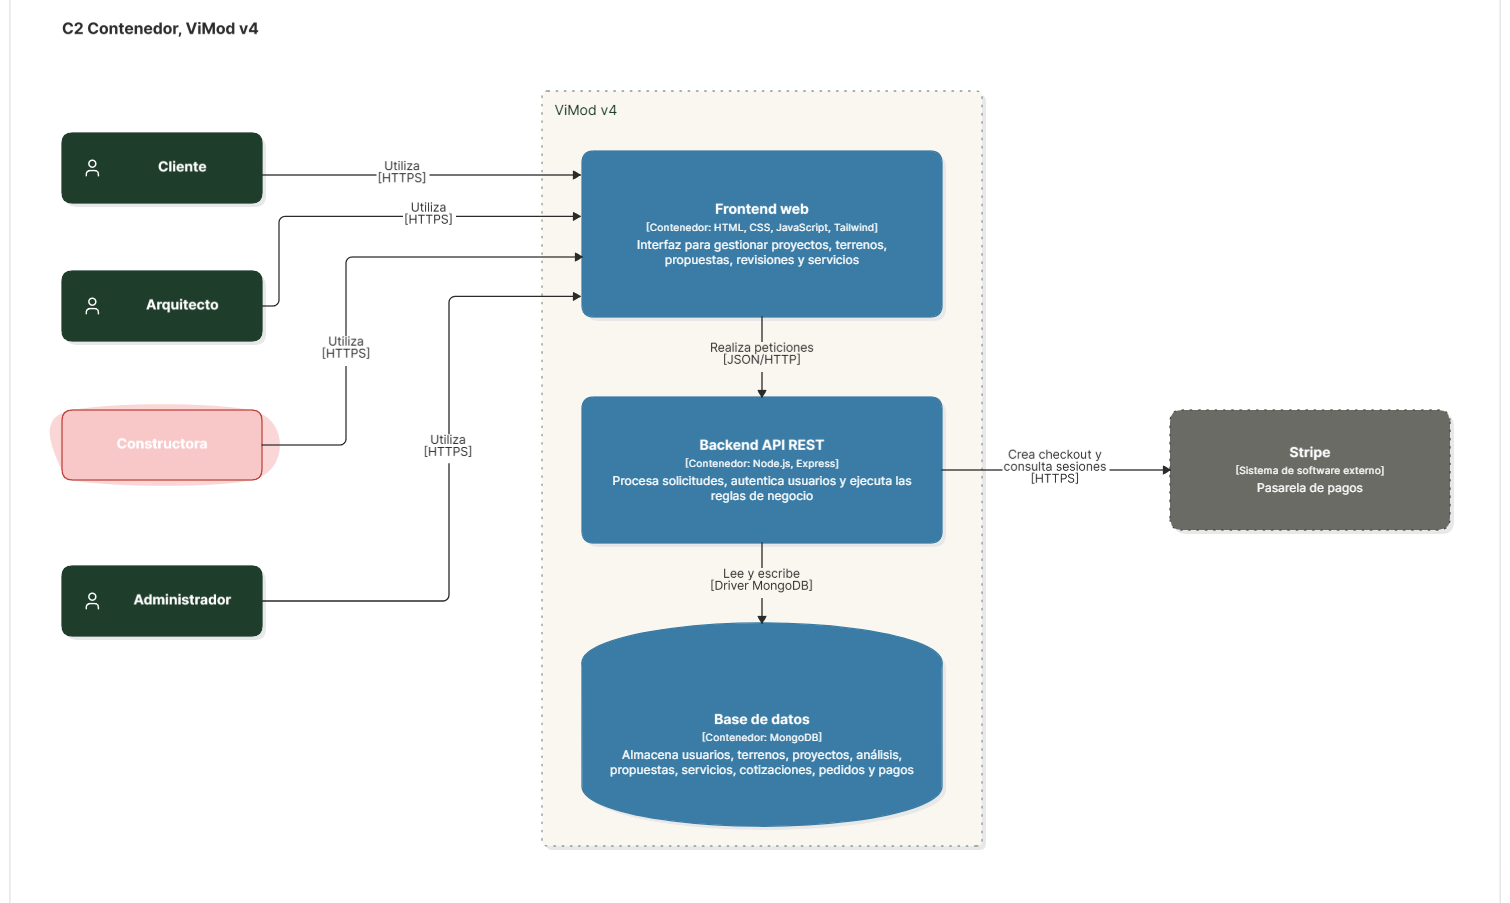 C2 Contenedor, ViMod v4
ViMod v4
Cliente
Utiliza
[HTTPS]
Arquitecto
Utiliza
[HTTPS]
Constructora
Utiliza
[HTTPS]
Administrador
Utiliza
[HTTPS]
Frontend web
[Contenedor: HTML, CSS, JavaScript, Tailwind]
Interfaz para gestionar proyectos, terrenos,
propuestas, revisiones y servicios
Realiza peticiones
[JSON/HTTP]
Backend API REST
[Contenedor: Node.js, Express]
Procesa solicitudes, autentica usuarios y ejecuta las
reglas de negocio
Crea checkout y
consulta sesiones
[HTTPS]
Stripe
[Sistema de software externo]
Pasarela de pagos
Lee y escribe
[Driver MongoDB]
Base de datos
[Contenedor: MongoDB]
Almacena usuarios, terrenos, proyectos, análisis,
propuestas, servicios, cotizaciones, pedidos y pagos